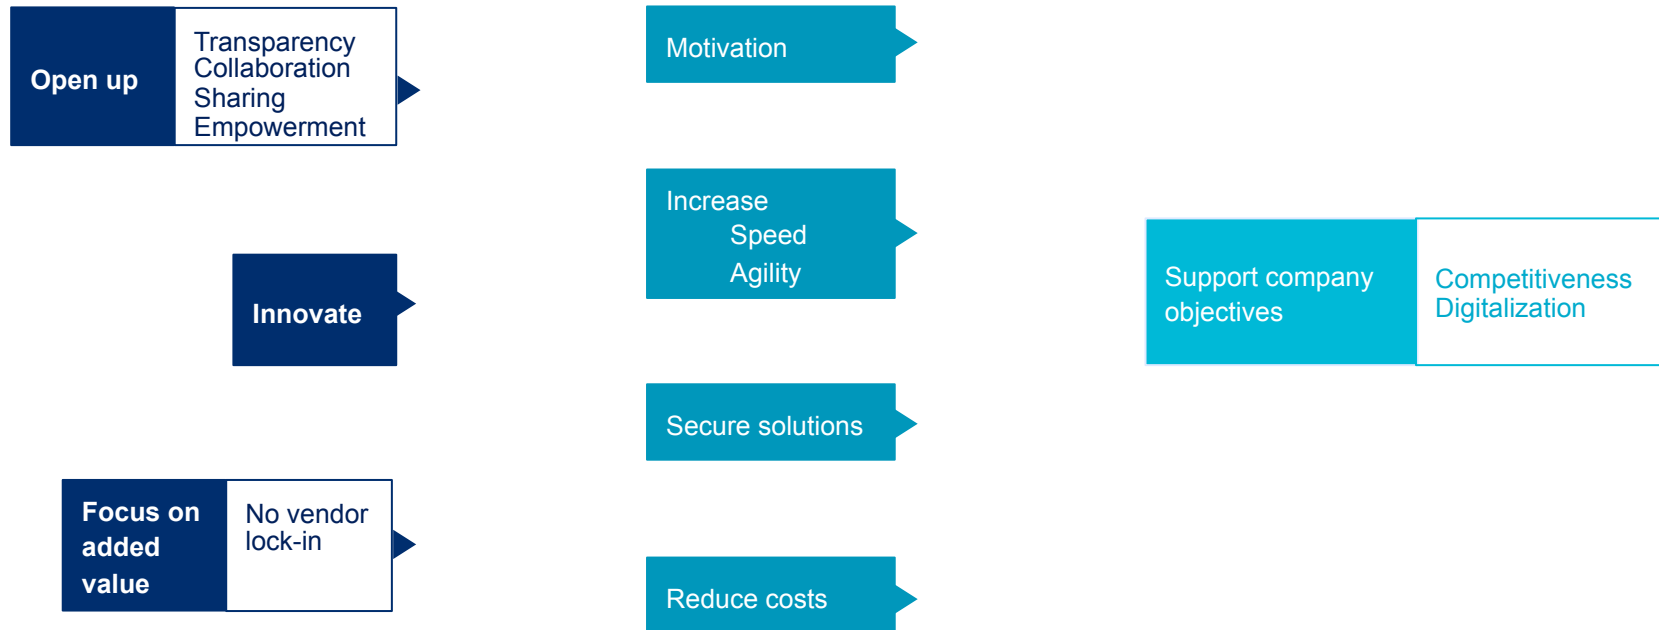 Open up
Transparency
Collaboration
Sharing
Empowerment
Innovate
Focus on
added
value
No vendor
lock-in
Motivation
Increase
Speed
Agility
Secure solutions
Reduce costs
Support company
objectives
Competitiveness
Digitalization